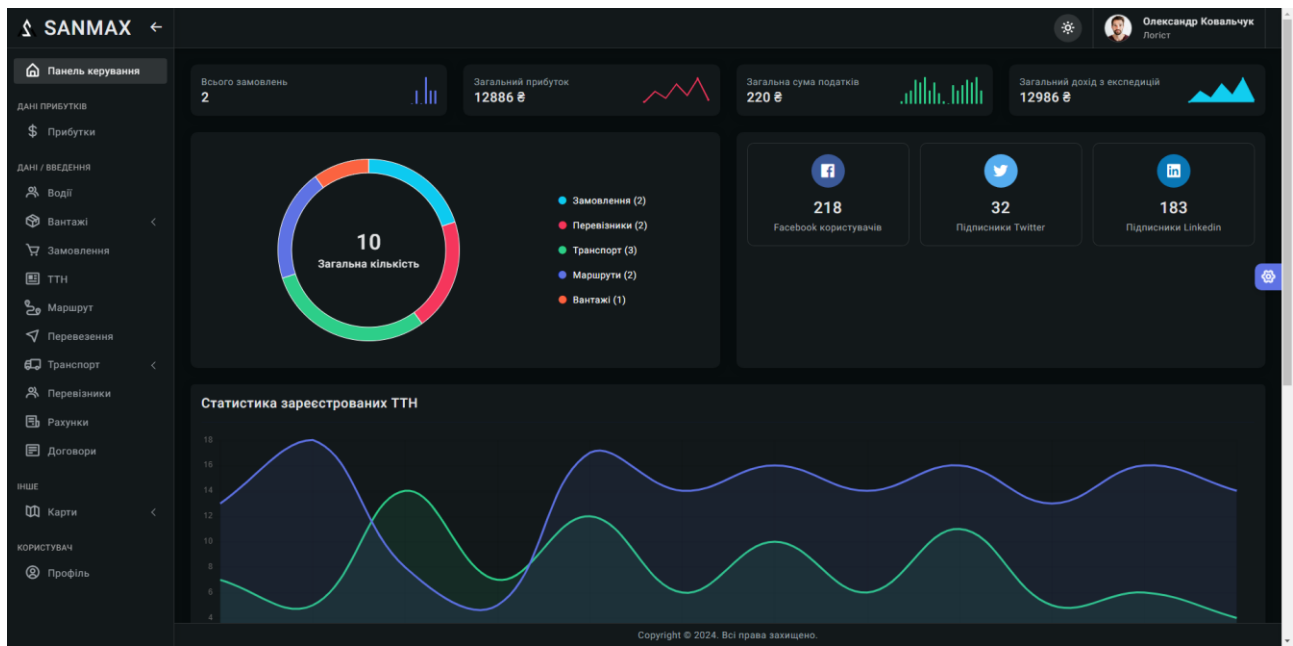 SANMAX
Олександр Ковальчук
Логіст
Панель керування
ДАНІ ПРИБУТКІВ
Прибутки
ДАНІ / ВВЕДЕННЯ
Водії
Вантажі
Замовлення
ТТН
Маршрут
Перевезення
Транспорт
Перевізники
Рахунки
Договори
ІНШЕ
Карти
КОРИСТУВАЧ
Профіль
Всього замовлень
2
Загальний прибуток
12886 ₴
Загальна сума податків
220 ₴
Загальний дохід з експедицій
12986 ₴
10
Загальна кількість
Замовлення (2)
Перевізники (2)
Транспорт (3)
Маршрути (2)
Вантажі (1)
218
Facebook користувачів
32
Підписники Twitter
183
Підписники Linkedin
Статистика зареєстрованих ТТН
18
16
14
12
10
8
6
4
Copyright © 2024. Всі права захищено.